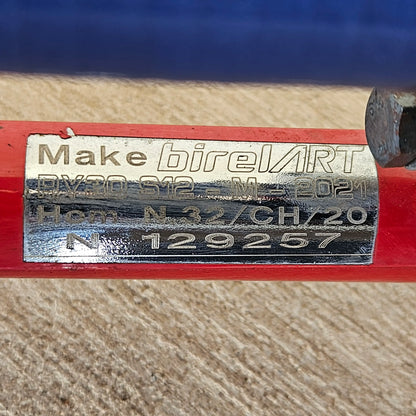 Make birelART
RY30-S12-M-2021
Hom. N 32/CH/20
N 129257